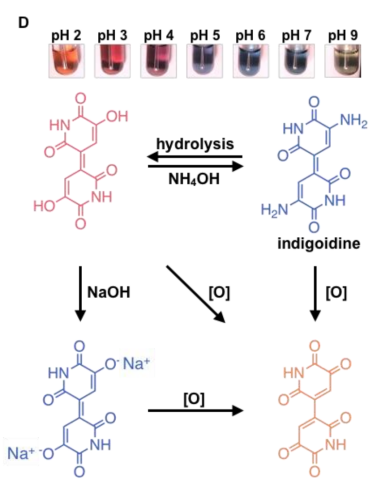 D
pH 2 pH 3 pH 4 pH 5 pH 6 pH 7 pH 9
O
HN
OH
O
O
NH
HO
O
hydrolysis
NH₄OH
O
HN
NH₂
O
O
NH
H₂N
O
indigoidine
NaOH
[O]
[O]
O
HN
O⁻ Na⁺
O
O
NH
Na⁺ ⁻O
O
[O]
O
HN
O
O
O
NH
O
O